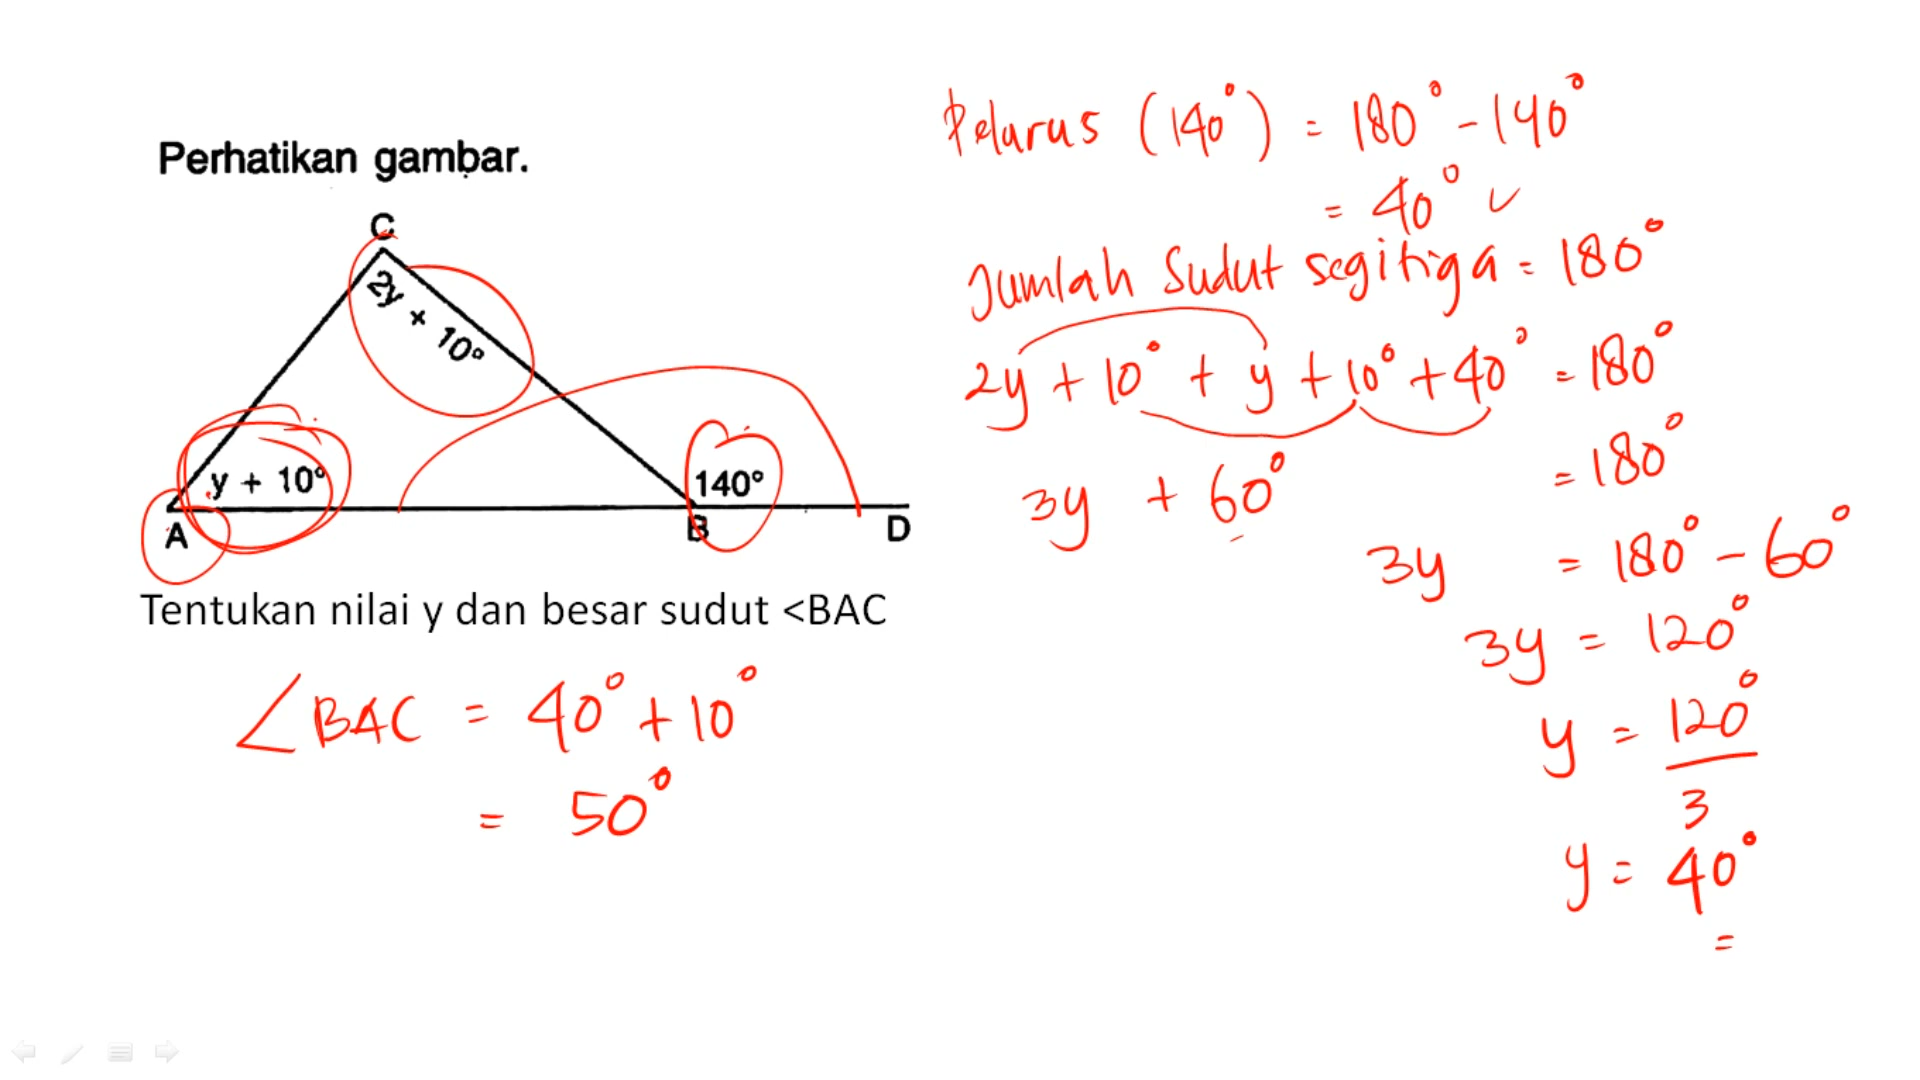 Perhatikan gambar.
C
2y + 10°
y + 10°
140°
A
B
D
Tentukan nilai y dan besar sudut <BAC
∠BAC = 40° + 10°
= 50°
Pelurus (140°) = 180° - 140°
= 40° ✓
Jumlah Sudut segitiga = 180°
2y + 10° + y + 10° + 40° = 180°
3y + 60° = 180°
3y = 180° - 60°
3y = 120°
y = 120°
3
y = 40°
=